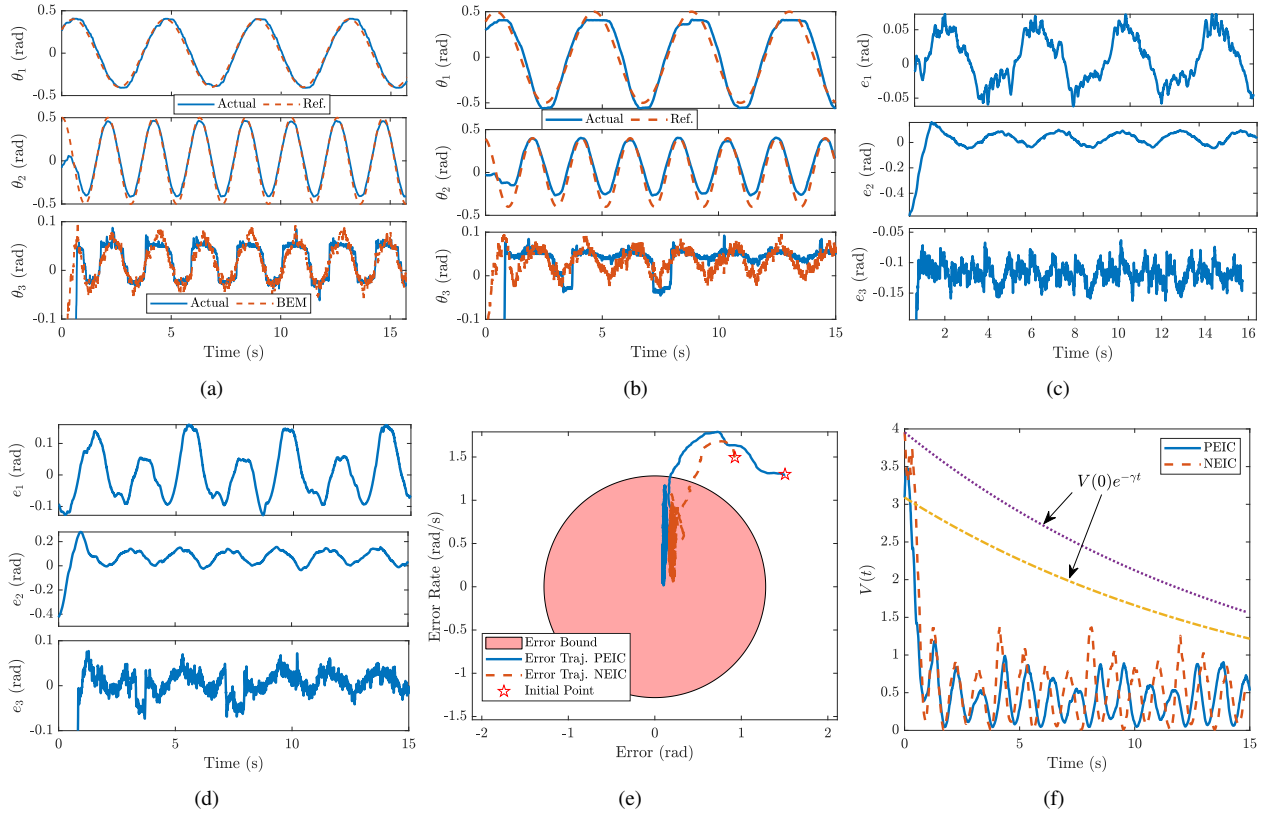 0.5
θ1 (rad)
0
-0.5
Actual Ref.
0.5
θ2 (rad)
0
-0.5
0.1
θ3 (rad)
0
0.1
Actual BEM
0 5 10 15
Time (s)
(a)
0.5
θ1 (rad)
0
-0.5
Actual Ref.
0.5
θ2 (rad)
0
-0.5
0.1
θ3 (rad)
0
0.1
0 5 10 15
Time (s)
(b)
0.05
e1 (rad)
0
-0.05
0
e2 (rad)
-0.5
-0.05
e3 (rad)
-0.1
-0.15
2 4 6 8 10 12 14 16
Time (s)
(c)
0.1
e1 (rad)
0
-0.1
0.2
e2 (rad)
0
-0.2
-0.4
0.1
e3 (rad)
0
0.1
0 5 10 15
Time (s)
(d)
1.5
1
0.5
0
-0.5
-1
-1.5
Error Rate (rad/s)
Error Bound
Error Traj. PEIC
Error Traj. NEIC
Initial Point
-2 -1 0 1 2
Error (rad)
(e)
4
3.5
3
2.5
2
1.5
1
0.5
0
V(t)
PEIC
NEIC
V(0)e^{-γt}
0 5 10 15
Time (s)
(f)